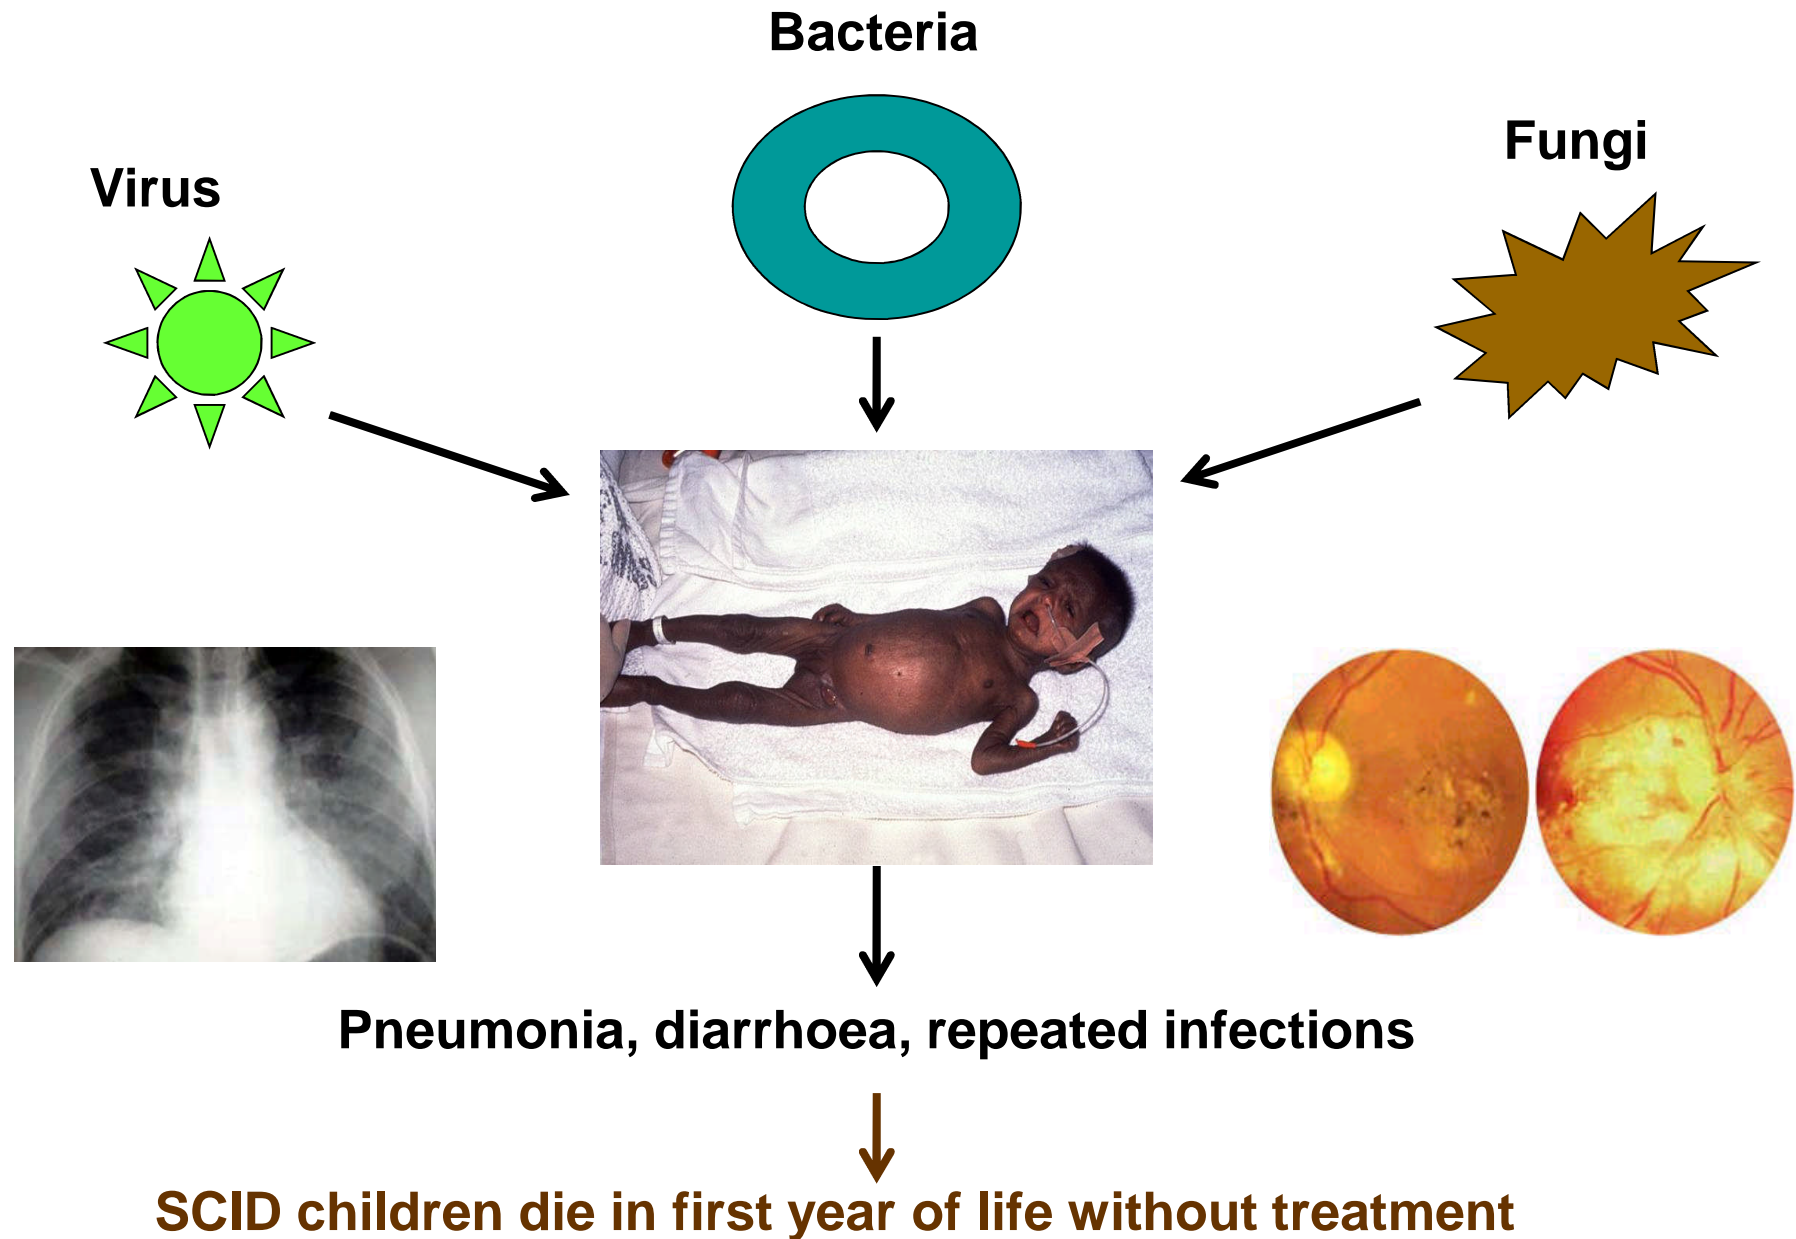 Bacteria
Fungi
Virus
Pneumonia, diarrhoea, repeated infections
SCID children die in first year of life without treatment